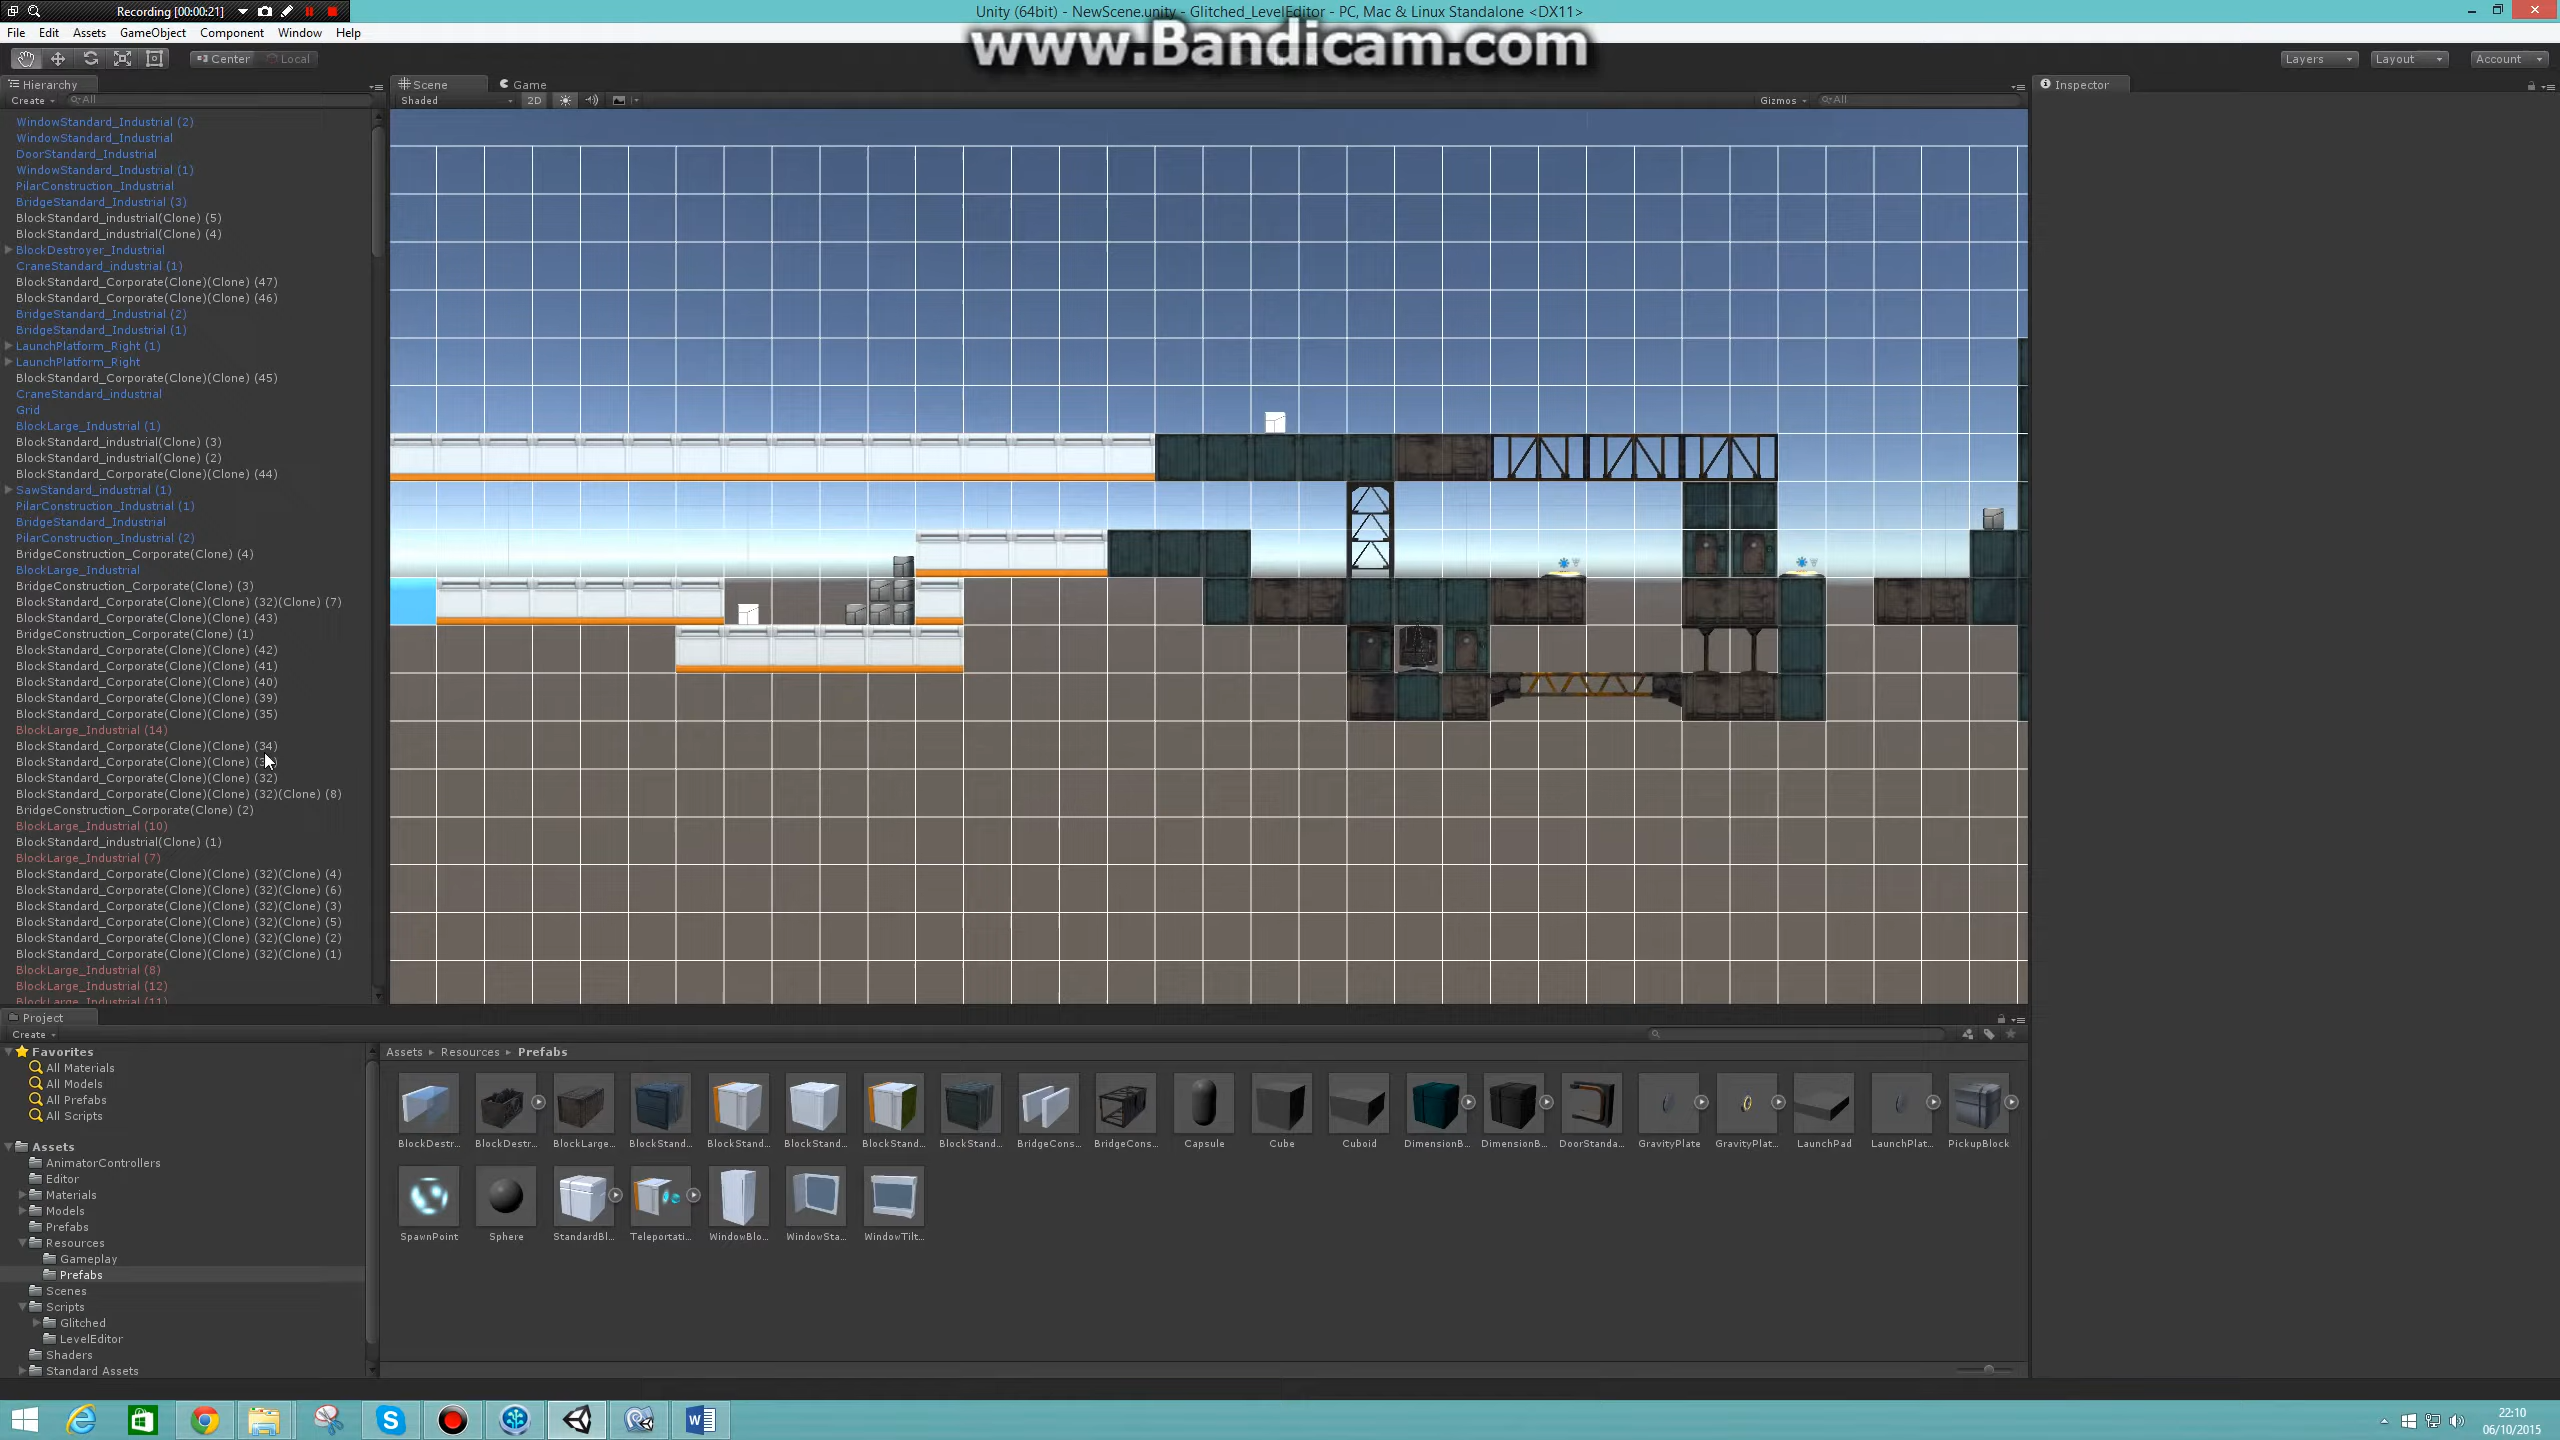 Recording [00:00:21]
Unity (64bit) - NewScene.unity - Glitched_LevelEditor - PC, Mac & Linux Standalone <DX11>
www.Bandicam.com
File Edit Assets GameObject Component Window Help
Center Local
Layers Layout Account
Hierarchy
Create All
Scene Game
Shaded 2D Gizmos All
Inspector
WindowStandard_Industrial (2)
WindowStandard_Industrial
DoorStandard_Industrial
WindowStandard_Industrial (1)
PilarConstruction_Industrial
BridgeStandard_Industrial (3)
BlockStandard_industrial(Clone) (5)
BlockStandard_industrial(Clone) (4)
BlockDestroyer_Industrial
CraneStandard_industrial (1)
BlockStandard_Corporate(Clone)(Clone) (47)
BlockStandard_Corporate(Clone)(Clone) (46)
BridgeStandard_Industrial (2)
BridgeStandard_Industrial (1)
LaunchPlatform_Right (1)
LaunchPlatform_Right
BlockStandard_Corporate(Clone)(Clone) (45)
CraneStandard_industrial
Grid
BlockLarge_Industrial (1)
BlockStandard_industrial(Clone) (3)
BlockStandard_industrial(Clone) (2)
BlockStandard_Corporate(Clone)(Clone) (44)
SawStandard_industrial (1)
PilarConstruction_Industrial (1)
BridgeStandard_Industrial
PilarConstruction_Industrial (2)
BridgeConstruction_Corporate(Clone) (4)
BlockLarge_Industrial
BridgeConstruction_Corporate(Clone) (3)
BlockStandard_Corporate(Clone)(Clone) (32)(Clone) (7)
BlockStandard_Corporate(Clone)(Clone) (43)
BridgeConstruction_Corporate(Clone) (1)
BlockStandard_Corporate(Clone)(Clone) (42)
BlockStandard_Corporate(Clone)(Clone) (41)
BlockStandard_Corporate(Clone)(Clone) (40)
BlockStandard_Corporate(Clone)(Clone) (39)
BlockStandard_Corporate(Clone)(Clone) (35)
BlockLarge_Industrial (14)
BlockStandard_Corporate(Clone)(Clone) (34)
BlockStandard_Corporate(Clone)(Clone)
BlockStandard_Corporate(Clone)(Clone) (32)
BlockStandard_Corporate(Clone)(Clone) (32)(Clone) (8)
BridgeConstruction_Corporate(Clone) (2)
BlockLarge_Industrial (10)
BlockStandard_industrial(Clone) (1)
BlockLarge_Industrial (7)
BlockStandard_Corporate(Clone)(Clone) (32)(Clone) (4)
BlockStandard_Corporate(Clone)(Clone) (32)(Clone) (6)
BlockStandard_Corporate(Clone)(Clone) (32)(Clone) (3)
BlockStandard_Corporate(Clone)(Clone) (32)(Clone) (5)
BlockStandard_Corporate(Clone)(Clone) (32)(Clone) (2)
BlockStandard_Corporate(Clone)(Clone) (32)(Clone) (1)
BlockLarge_Industrial (8)
BlockLarge_Industrial (12)
BlockLarge_Industrial (11)
Project
Create
Favorites
All Materials
All Models
All Prefabs
All Scripts
Assets
AnimatorControllers
Editor
Materials
Models
Prefabs
Resources
Gameplay
Prefabs
Scenes
Scripts
Glitched
LevelEditor
Shaders
Standard Assets
Assets Resources Prefabs
BlockDestr... BlockDestr... BlockLarge... BlockStand... BlockStand... BlockStand... BlockStand... BlockStand... BridgeCons... BridgeCons... Capsule Cube Cuboid DimensionB... DimensionB... DoorStanda... GravityPlate GravityPlat... LaunchPad LaunchPlat... PickupBlock
SpawnPoint Sphere StandardBl... Teleportati... WindowBlo... WindowSta... WindowTilt...
22:10
06/10/2015